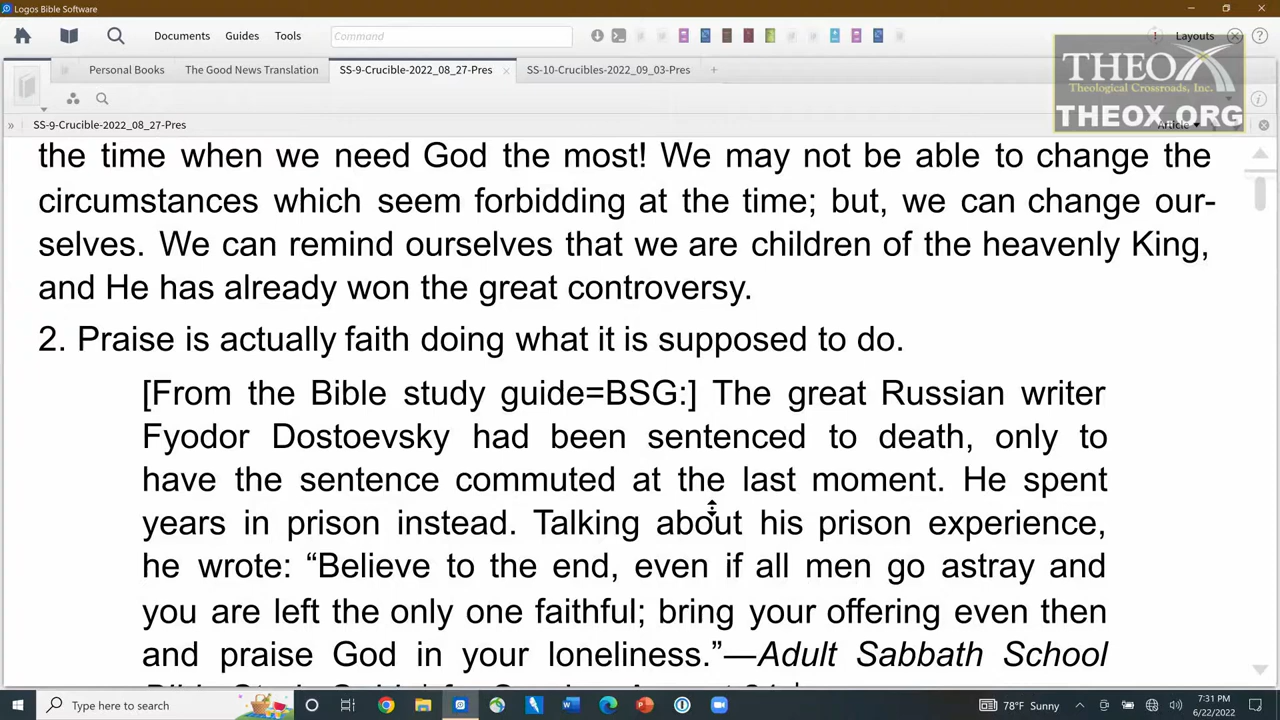 Logos Bible Software
Documents Guides Tools Command Layouts
THEOX
Theological Crossroads, Inc.
THEOX.ORG
Personal Books The Good News Translation SS-9-Crucible-2022_08_27-Pres SS-10-Crucibles-2022_09_03-Pres
SS-9-Crucible-2022_08_27-Pres Article
the time when we need God the most! We may not be able to change the
circumstances which seem forbidding at the time; but, we can change our-
selves. We can remind ourselves that we are children of the heavenly King,
and He has already won the great controversy.
2. Praise is actually faith doing what it is supposed to do.
[From the Bible study guide=BSG:] The great Russian writer
Fyodor Dostoevsky had been sentenced to death, only to
have the sentence commuted at the last moment. He spent
years in prison instead. Talking about his prison experience,
he wrote: “Believe to the end, even if all men go astray and
you are left the only one faithful; bring your offering even then
and praise God in your loneliness.”—Adult Sabbath School
Type here to search 78°F Sunny 7:31 PM
6/22/2022